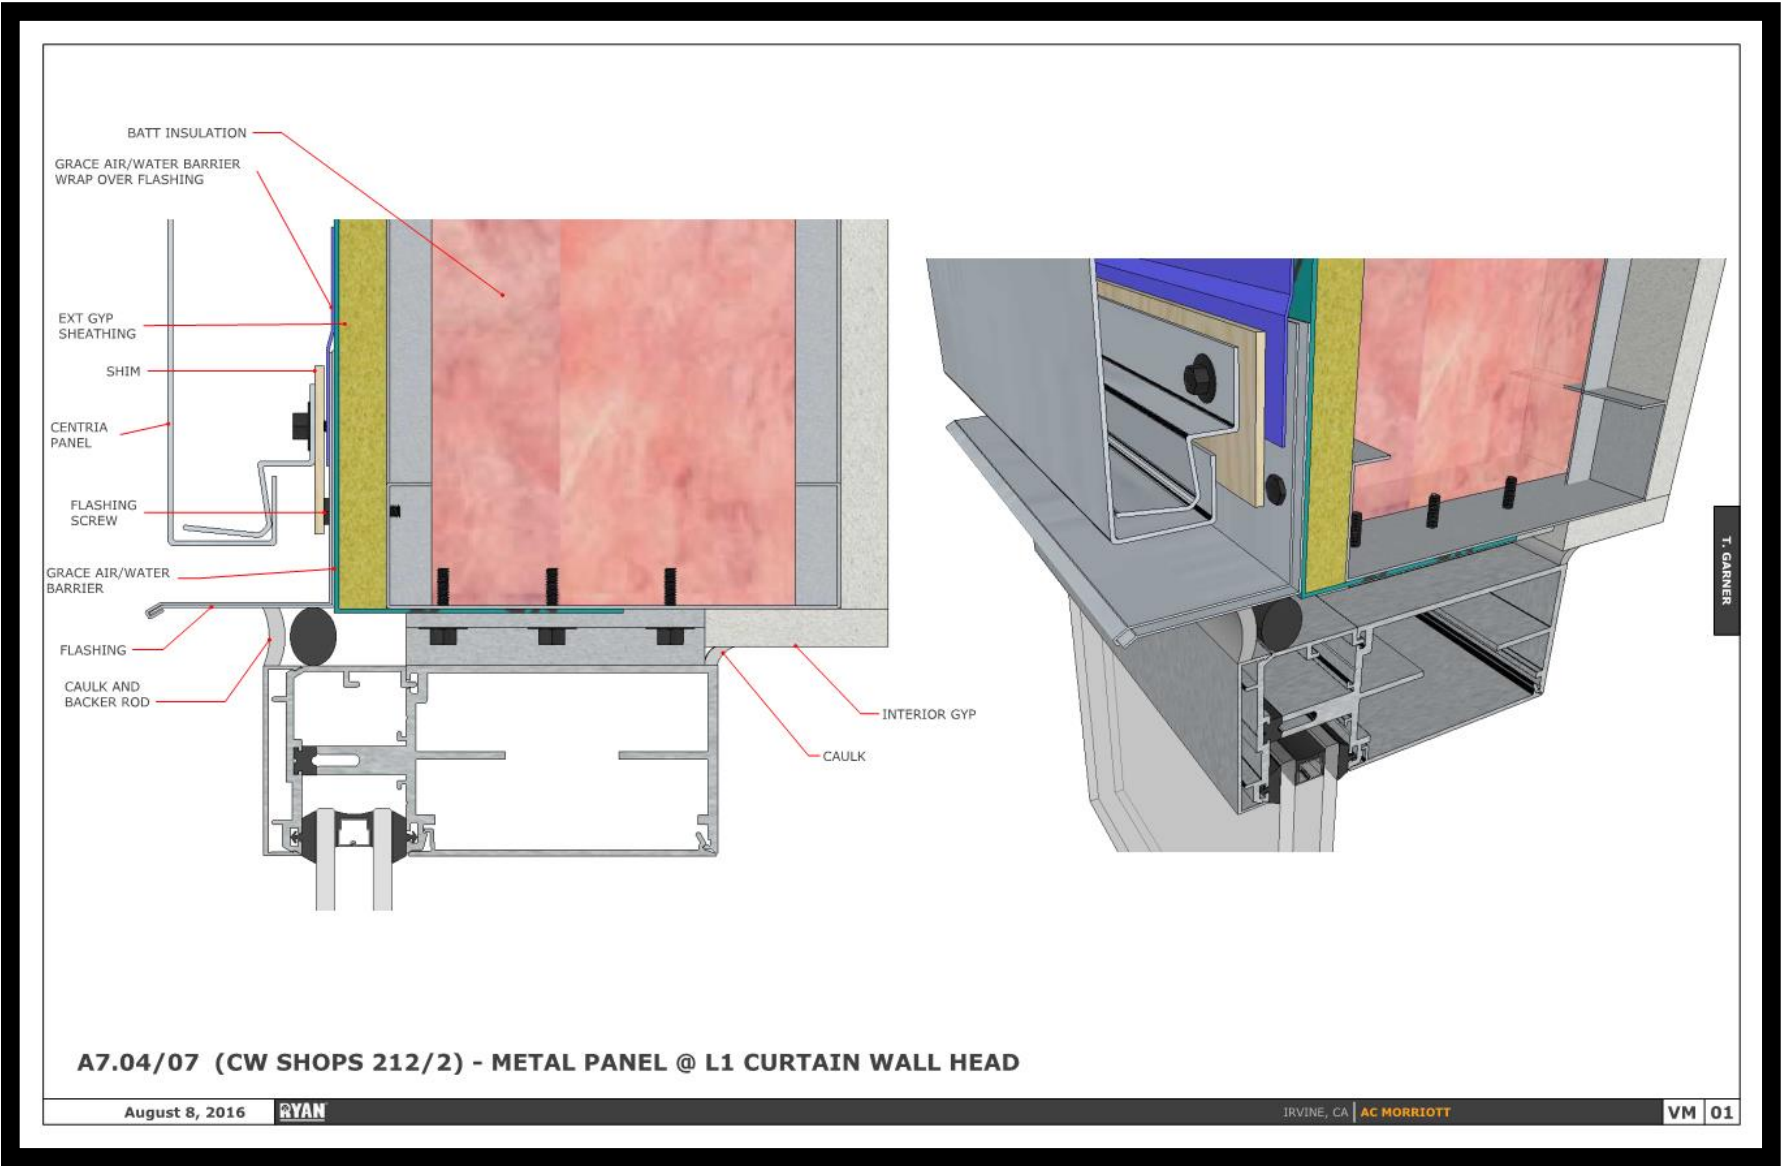 BATT INSULATION
GRACE AIR/WATER BARRIER
WRAP OVER FLASHING
EXT GYP
SHEATHING
SHIM
CENTRIA
PANEL
FLASHING
SCREW
GRACE AIR/WATER
BARRIER
FLASHING
CAULK AND
BACKER ROD
INTERIOR GYP
CAULK
T. GARNER
A7.04/07 (CW SHOPS 212/2) - METAL PANEL @ L1 CURTAIN WALL HEAD
August 8, 2016
RYAN
IRVINE, CA
AC MORRIOTT
VM 01